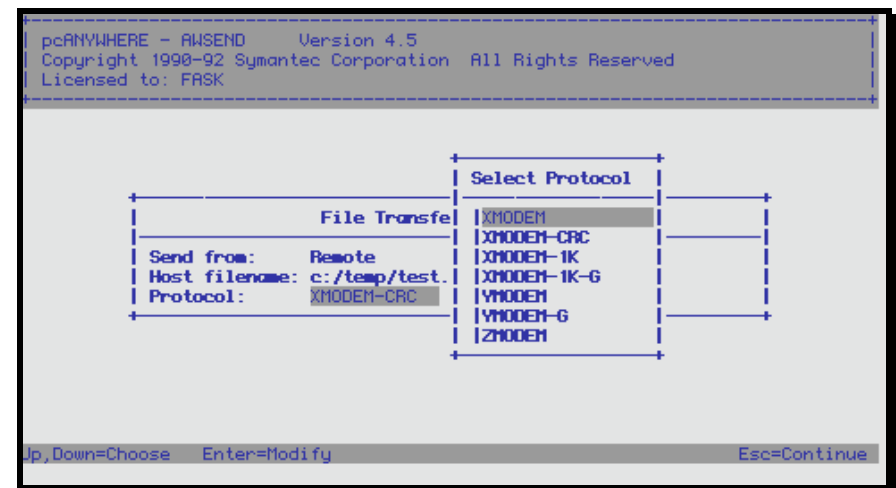 pcANYWHERE - AWSEND Version 4.5
Copyright 1990-92 Symantec Corporation All Rights Reserved
Licensed to: FASK
Select Protocol
File Transfe
XMODEM
XMODEM-CRC
Send from: Remote
XMODEM-1K
Host filename: c:/temp/test.
XMODEM-1K-G
Protocol: XMODEM-CRC
YMODEM
YMODEM-G
ZMODEM
Up,Down=Choose Enter=Modify Esc=Continue